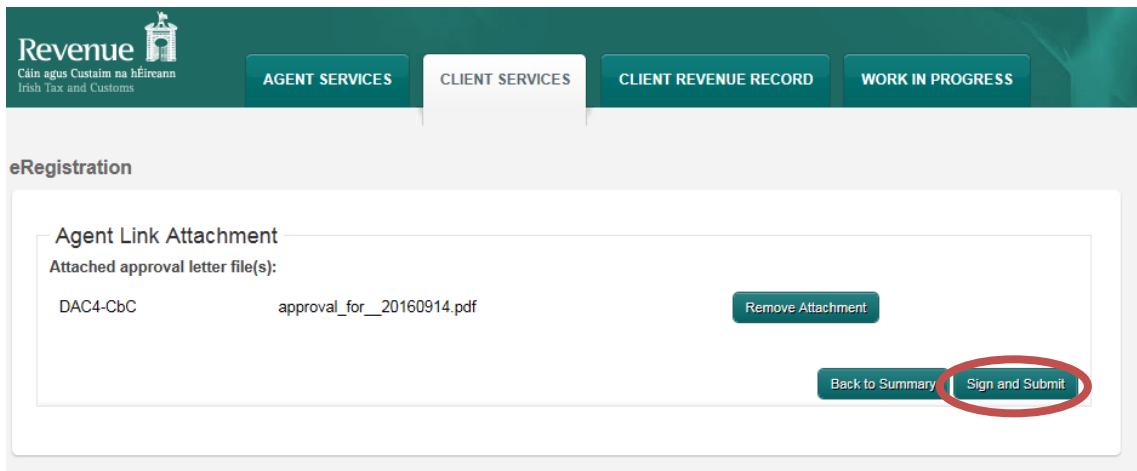 Revenue
Cáin agus Custaim na hÉireann
Irish Tax and Customs
AGENT SERVICES
CLIENT SERVICES
CLIENT REVENUE RECORD
WORK IN PROGRESS
eRegistration
Agent Link Attachment
Attached approval letter file(s):
DAC4-CbC approval_for__20160914.pdf Remove Attachment
Back to Summary Sign and Submit